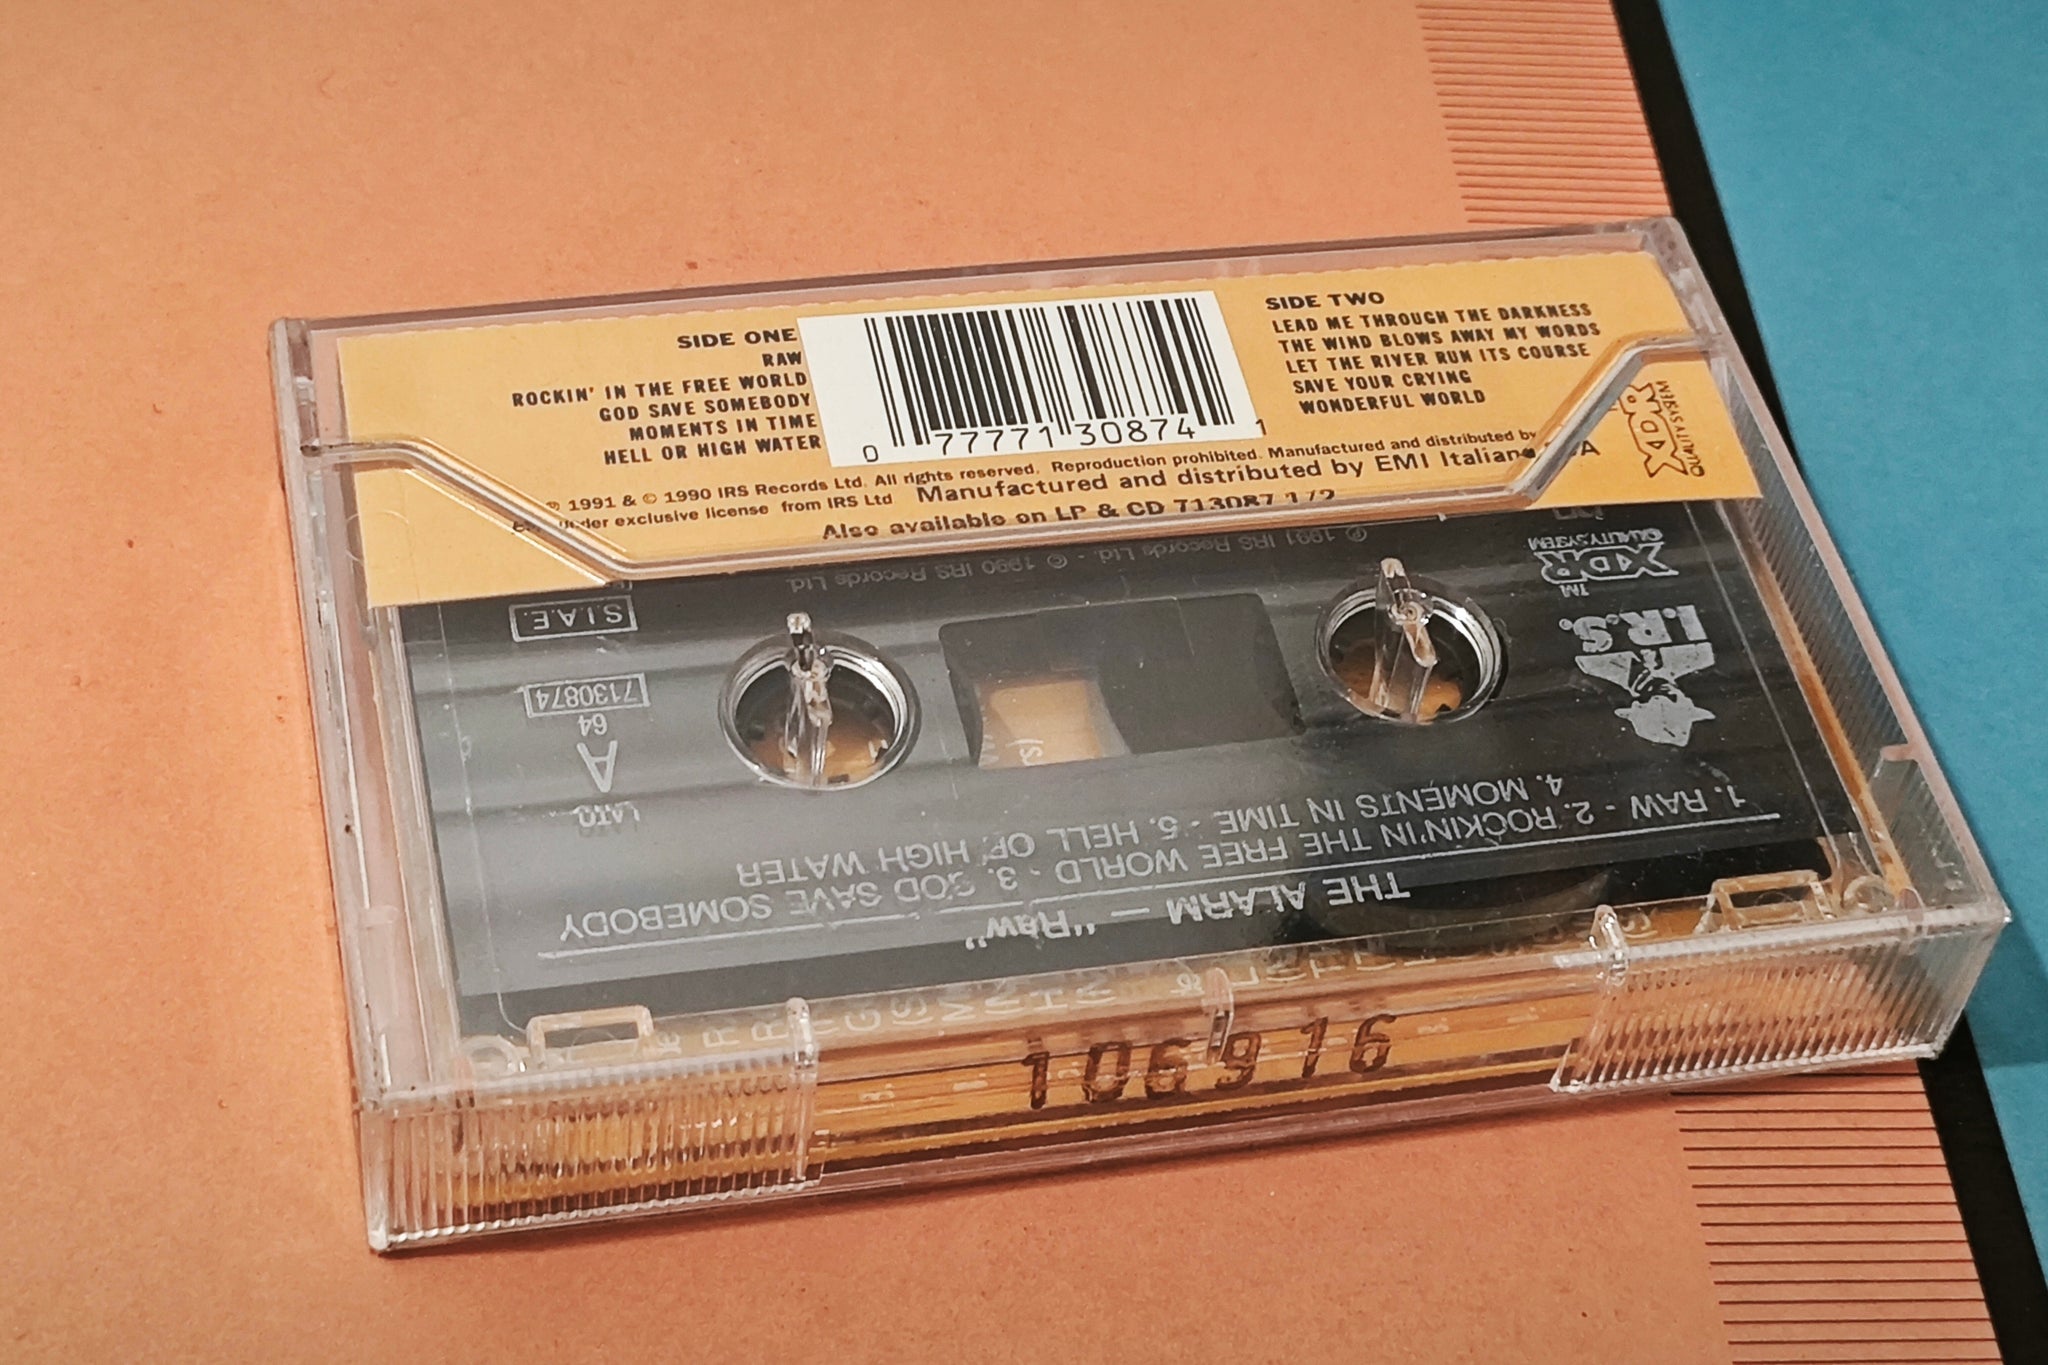 SIDE ONE
RAW
ROCKIN' IN THE FREE WORLD
GOD SAVE SOMEBODY
MOMENTS IN TIME
HELL OR HIGH WATER
0 77771 30874 1
SIDE TWO
LEAD ME THROUGH THE DARKNESS
THE WIND BLOWS AWAY MY WORDS
LET THE RIVER RUN ITS COURSE
SAVE YOUR CRYING
WONDERFUL WORLD
XDR
QUALITY SYSTEM
℗ 1991 & © 1990 IRS Records Ltd. All rights reserved. Reproduction prohibited. Manufactured and distributed by
under exclusive license from IRS Ltd Manufactured and distributed by EMI Italiana
Also available on LP & CD 713087 1/2
THE ALARM — "Raw"
1. RAW - 2. ROCKIN'IN THE FREE WORLD - 3. GOD SAVE SOMEBODY
4. MOMENTS IN TIME - 5. HELL OF HIGH WATER
LATO
A
64
7130874
S.I.A.E.
I.R.S.
TM
XDR
QUALITY SYSTEM
℗ 1991 IRS Records Ltd. - © 1990 IRS Records Ltd.
106916